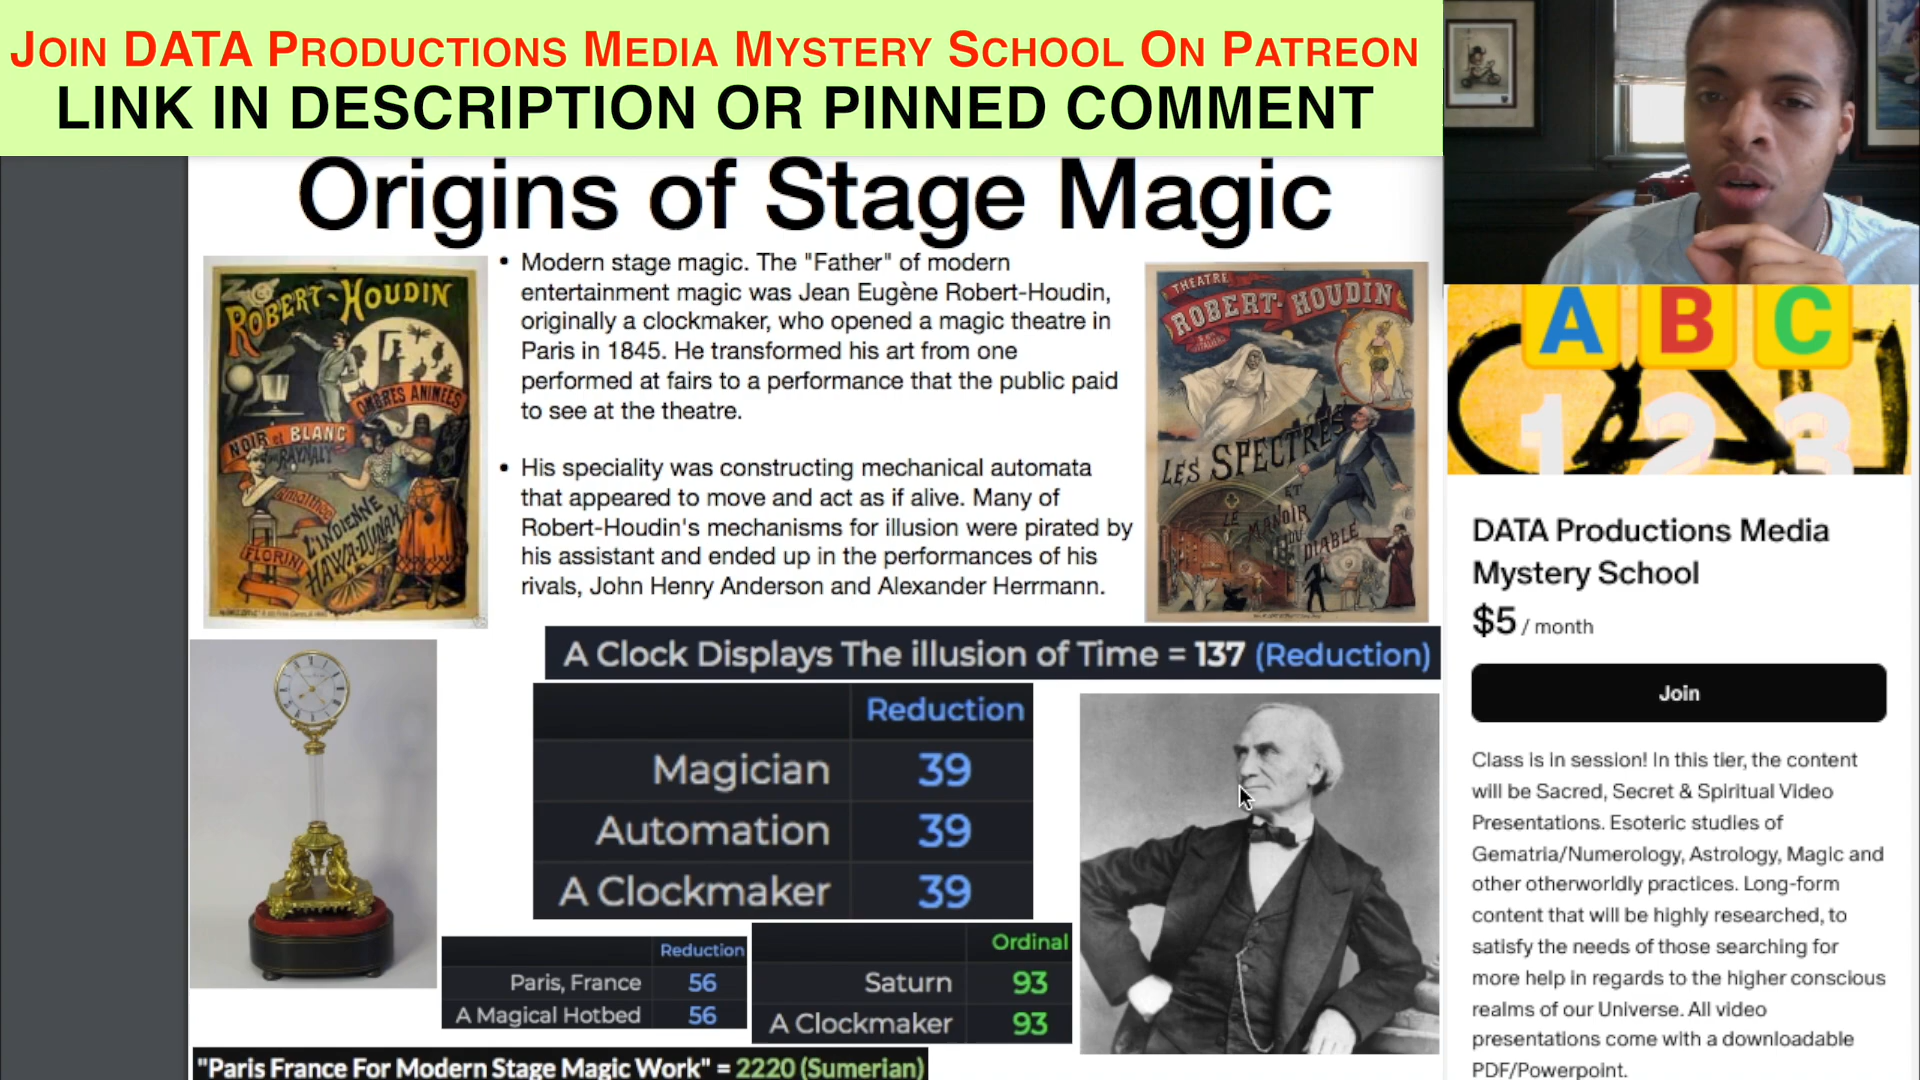 JOIN DATA PRODUCTIONS MEDIA MYSTERY SCHOOL ON PATREON
LINK IN DESCRIPTION OR PINNED COMMENT
Origins of Stage Magic
• Modern stage magic. The "Father" of modern
entertainment magic was Jean Eugène Robert-Houdin,
originally a clockmaker, who opened a magic theatre in
Paris in 1845. He transformed his art from one
performed at fairs to a performance that the public paid
to see at the theatre.
• His speciality was constructing mechanical automata
that appeared to move and act as if alive. Many of
Robert-Houdin's mechanisms for illusion were pirated by
his assistant and ended up in the performances of his
rivals, John Henry Anderson and Alexander Herrmann.
ROBERT-HOUDIN
OMBRES ANIMÉES
NOIR et BLANC
RAYNALY
L'INDIENNE
HAWA-DJINAH
FLORINI
THEATRE
ROBERT-HOUDIN
LES SPECTRES
ET
LE MANOIR
DU DIABLE
A Clock Displays The illusion of Time = 137 (Reduction)
Reduction
Magician 39
Automation 39
A Clockmaker 39
Reduction
Paris, France 56
A Magical Hotbed 56
Ordinal
Saturn 93
A Clockmaker 93
"Paris France For Modern Stage Magic Work" = 2220 (Sumerian)
A B C
1 2 3
DATA Productions Media
Mystery School
$5 / month
Join
Class is in session! In this tier, the content
will be Sacred, Secret & Spiritual Video
Presentations. Esoteric studies of
Gematria/Numerology, Astrology, Magic and
other otherworldly practices. Long-form
content that will be highly researched, to
satisfy the needs of those searching for
more help in regards to the higher conscious
realms of our Universe. All video
presentations come with a downloadable
PDF/Powerpoint.